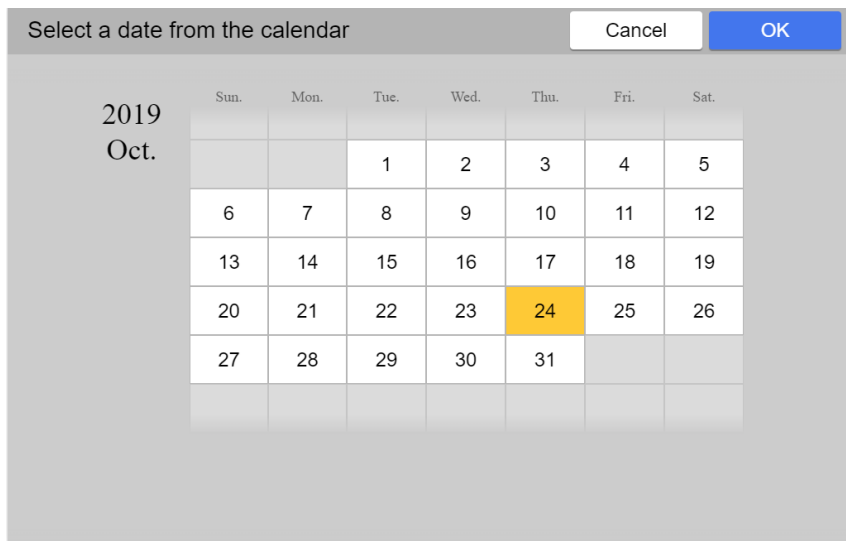 Select a date from the calendar Cancel OK
Sun. Mon. Tue. Wed. Thu. Fri. Sat.
2019
Oct.
1 2 3 4 5
6 7 8 9 10 11 12
13 14 15 16 17 18 19
20 21 22 23 24 25 26
27 28 29 30 31